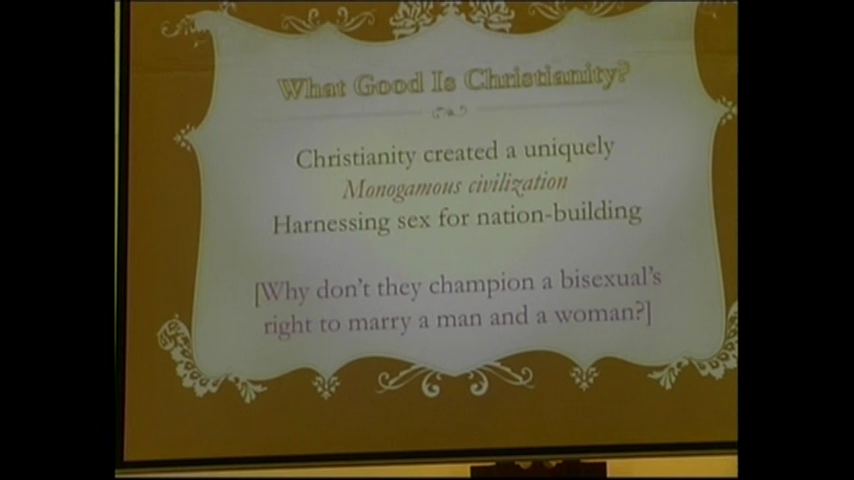 What Good Is Christianity?
Christianity created a uniquely
Monogamous civilization
Harnessing sex for nation-building
[Why don't they champion a bisexual's
right to marry a man and a woman?]